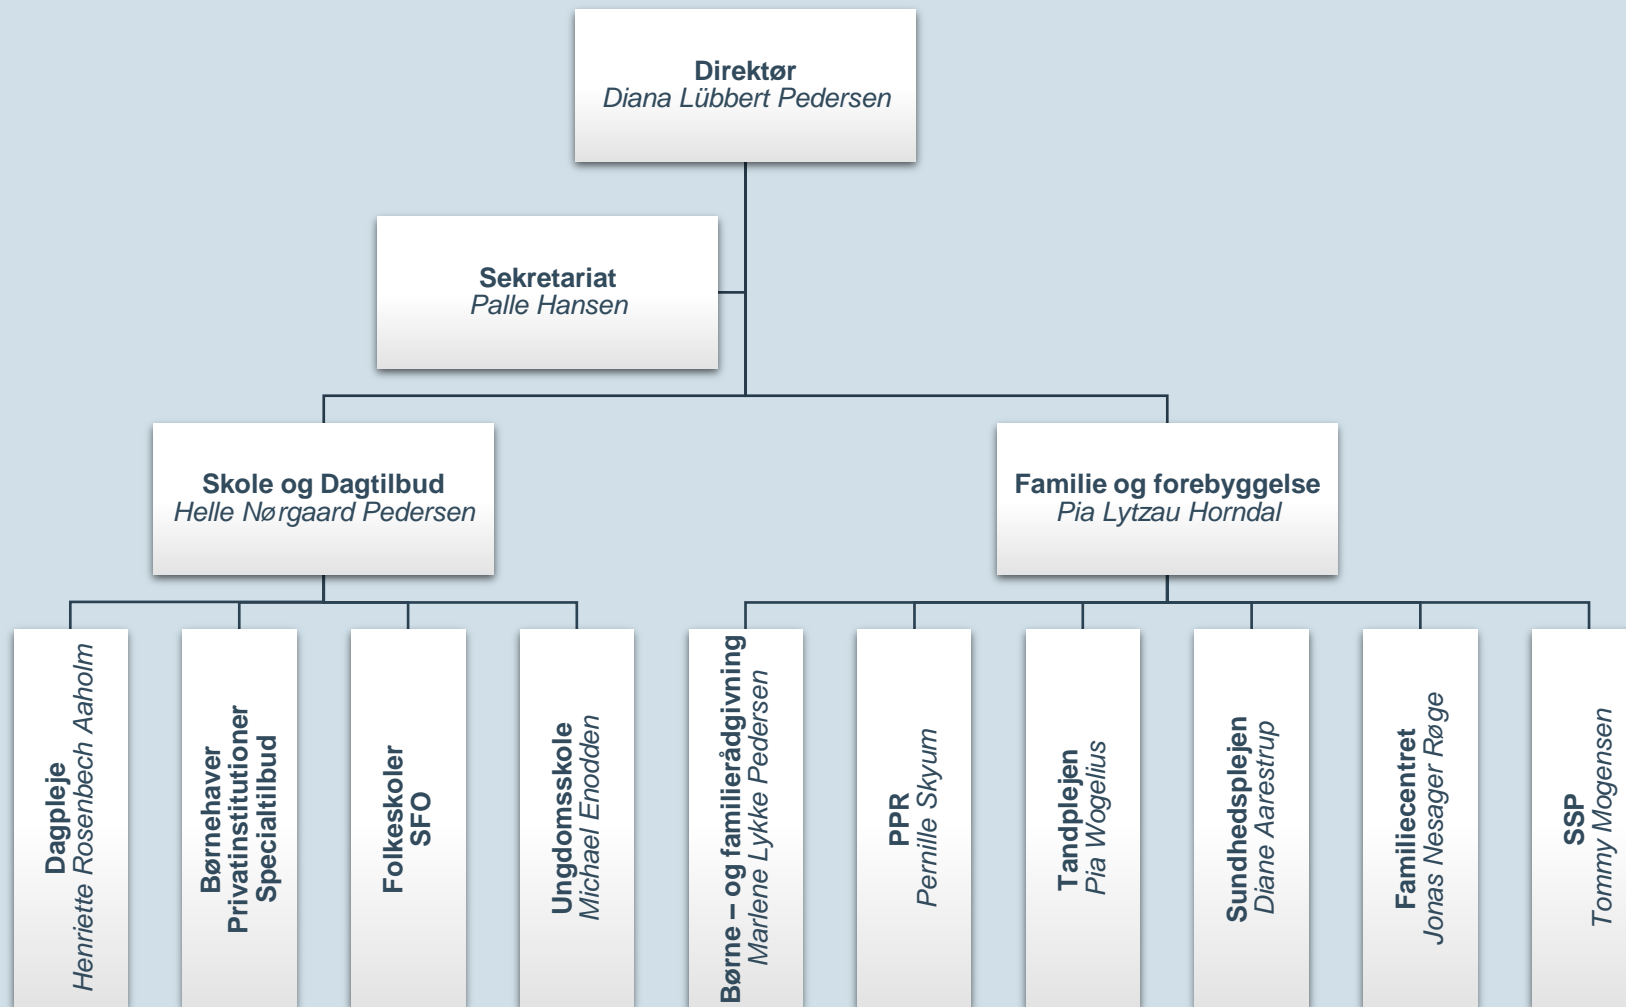 Direktør
Diana Lübbert Pedersen
Sekretariat
Palle Hansen
Skole og Dagtilbud
Helle Nørgaard Pedersen
Familie og forebyggelse
Pia Lytzau Horndal
Dagpleje
Henriette Rosenbech Aaholm
Børnehaver
Privatinstitutioner
Specialtilbud
Folkeskoler
SFO
Ungdomsskole
Michael Enodden
Børne – og familierådgivning
Marlene Lykke Pedersen
PPR
Pernille Skyum
Tandplejen
Pia Wogelius
Sundhedsplejen
Diane Aarestrup
Familiecentret
Jonas Nesager Røge
SSP
Tommy Mogensen